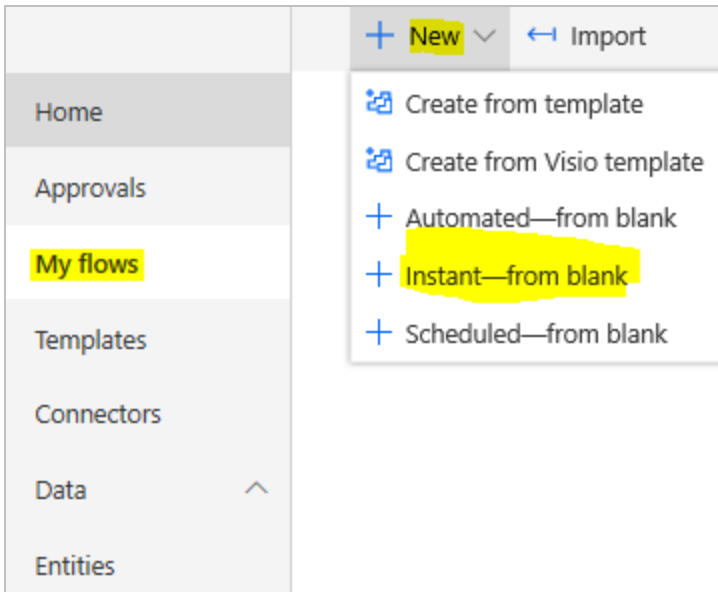 New Import
Home
Create from template
Create from Visio template
Approvals
Automated—from blank
My flows
Instant—from blank
Templates
Scheduled—from blank
Connectors
Data
Entities